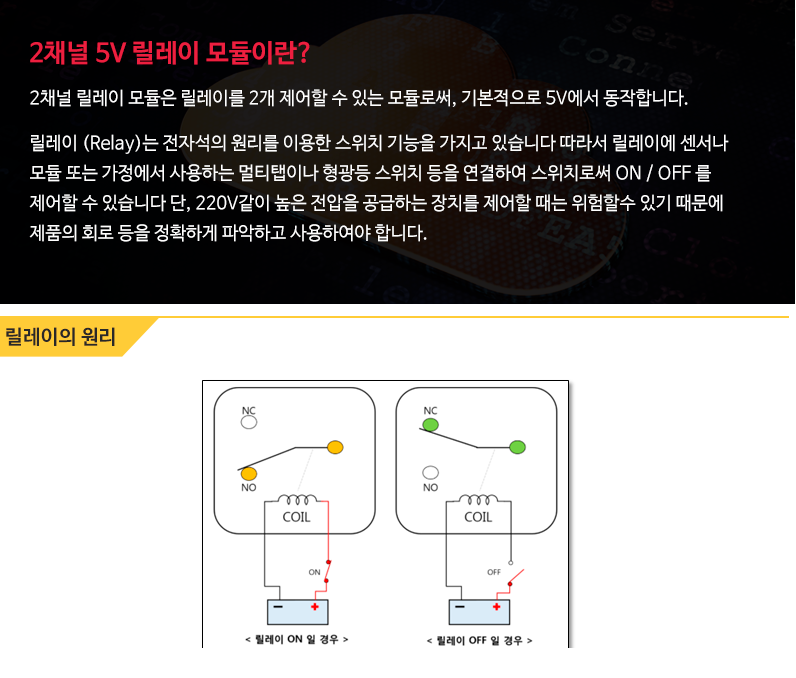 2채널 5V 릴레이 모듈이란?
2채널 릴레이 모듈은 릴레이를 2개 제어할 수 있는 모듈로써, 기본적으로 5V에서 동작합니다.
릴레이 (Relay)는 전자석의 원리를 이용한 스위치 기능을 가지고 있습니다 따라서 릴레이에 센서나
모듈 또는 가정에서 사용하는 멀티탭이나 형광등 스위치 등을 연결하여 스위치로써 ON / OFF 를
제어할 수 있습니다 단, 220V같이 높은 전압을 공급하는 장치를 제어할 때는 위험할수 있기 때문에
제품의 회로 등을 정확하게 파악하고 사용하여야 합니다.
릴레이의 원리
NC
NO
COIL
ON
- +
< 릴레이 ON 일 경우 >
NC
NO
COIL
OFF
- +
< 릴레이 OFF 일 경우 >